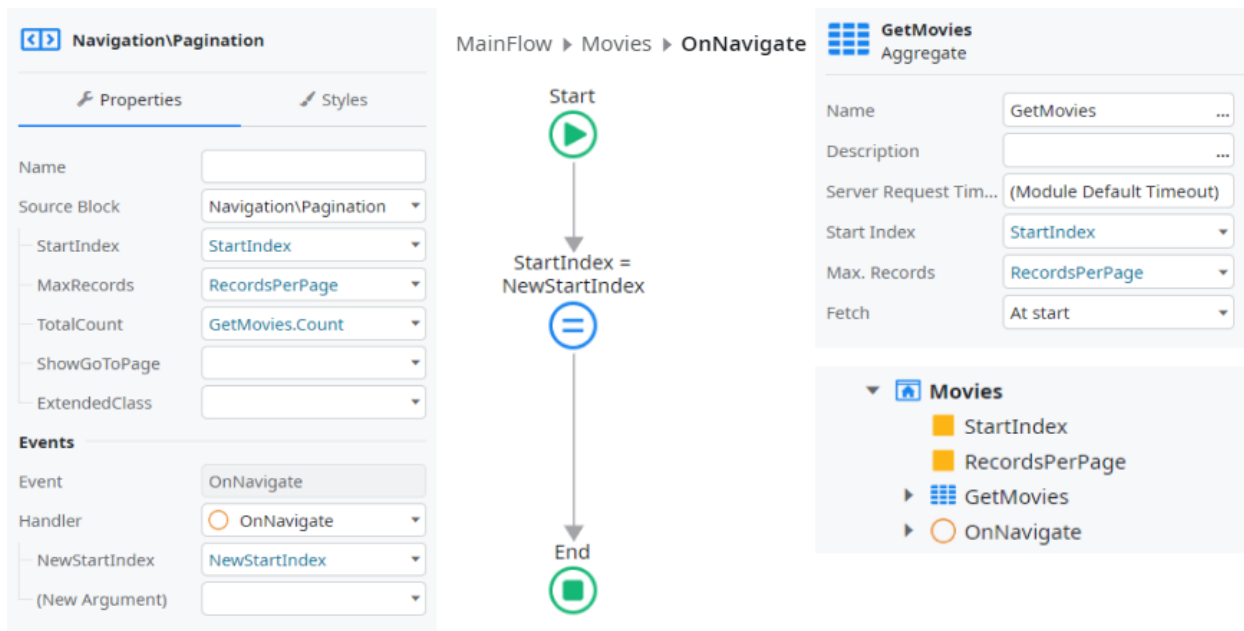 Navigation\Pagination
Properties
Styles
Name
Source Block
Navigation\Pagination
StartIndex
StartIndex
MaxRecords
RecordsPerPage
TotalCount
GetMovies.Count
ShowGoToPage
ExtendedClass
Events
Event
OnNavigate
Handler
OnNavigate
NewStartIndex
NewStartIndex
(New Argument)
MainFlow
Movies
OnNavigate
Start
StartIndex =
NewStartIndex
End
GetMovies
Aggregate
Name
GetMovies
...
Description
...
Server Request Tim...
(Module Default Timeout)
Start Index
StartIndex
Max. Records
RecordsPerPage
Fetch
At start
Movies
StartIndex
RecordsPerPage
GetMovies
OnNavigate